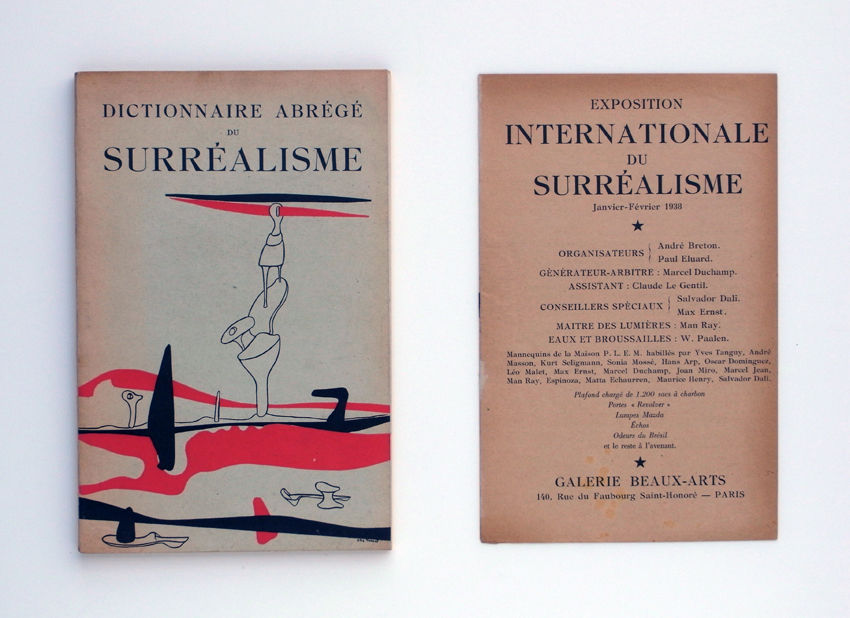 DICTIONNAIRE ABRÉGÉ
DU
SURRÉALISME
EXPOSITION
INTERNATIONALE
DU
SURRÉALISME
Janvier-Février 1938
★
ORGANISATEURS { André Breton.
Paul Eluard.
GÉNÉRATEUR-ARBITRE : Marcel Duchamp.
ASSISTANT : Claude Le Gentil.
CONSEILLERS SPÉCIAUX { Salvador Dalí.
Max Ernst.
MAITRE DES LUMIÈRES : Man Ray.
EAUX ET BROUSSAILLES : W. Paalen.
Mannequins de la Maison P. L. E. M. habillés par Yves Tanguy, André
Masson, Kurt Seligmann, Sonia Mossé, Hans Arp, Oscar Dominguez,
Léo Malet, Max Ernst, Marcel Duchamp, Joan Miro, Marcel Jean,
Man Ray, Espinoza, Matta Echaurren, Maurice Henry, Salvador Dalí.
Plafond chargé de 1.200 sacs à charbon
Portes « Revolver »
Lampes Mazda
Échos
Odeurs du Brésil
et le reste à l'avenant.
★
GALERIE BEAUX-ARTS
140, Rue du Faubourg Saint-Honoré — PARIS